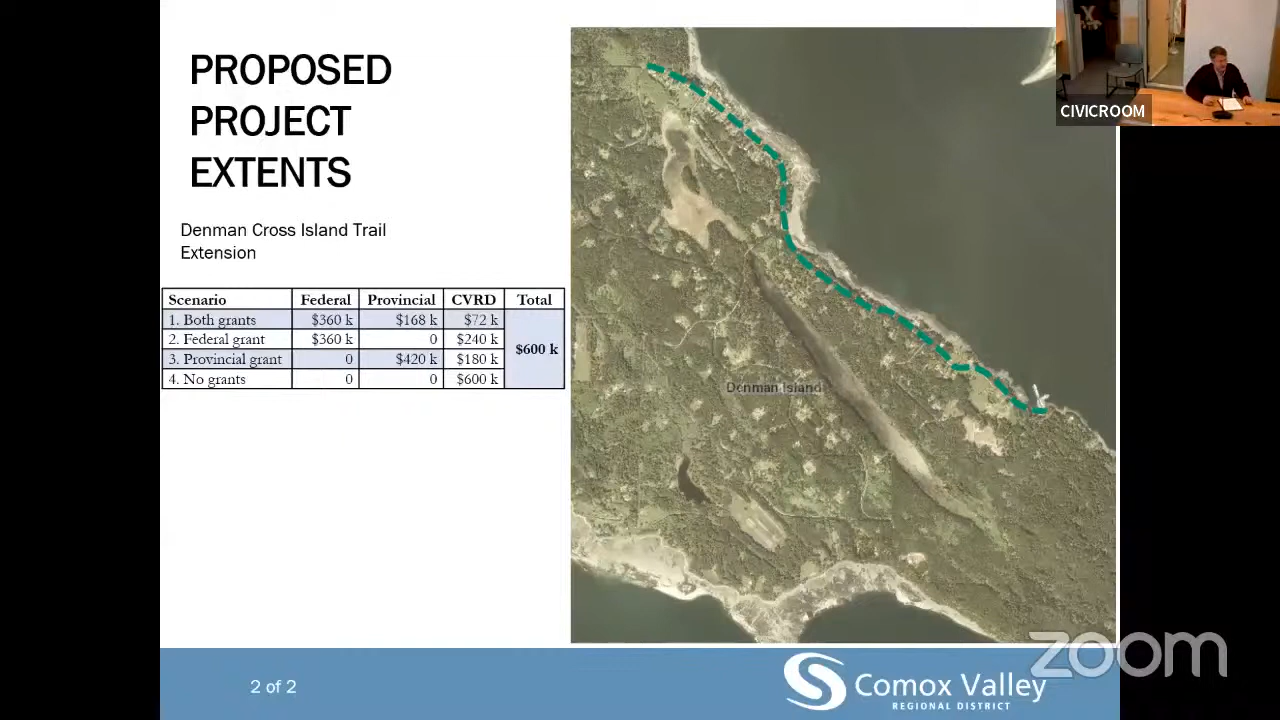 PROPOSED
PROJECT
EXTENTS
Denman Cross Island Trail
Extension
Scenario Federal Provincial CVRD Total
1. Both grants $360 k $168 k $72 k
2. Federal grant $360 k 0 $240 k
$600 k
3. Provincial grant 0 $420 k $180 k
4. No grants 0 0 $600 k
Denman Island
CIVICROOM
2 of 2
Comox Valley
REGIONAL DISTRICT
zoom